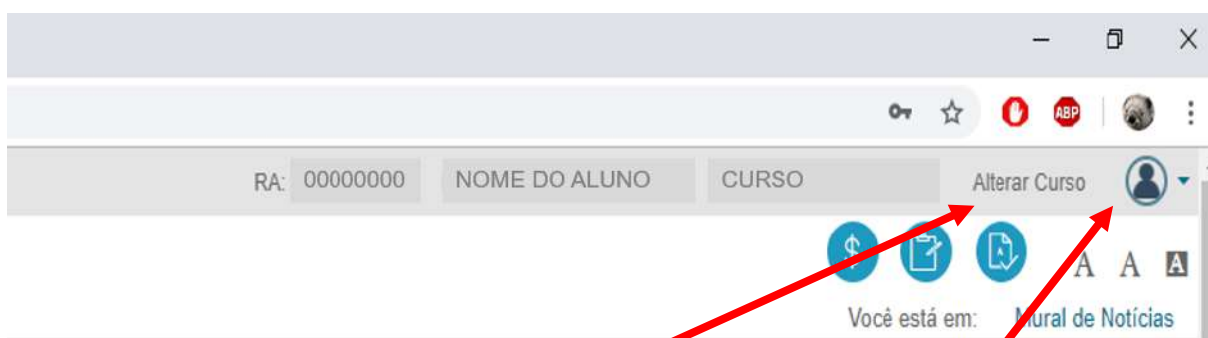 ABP
RA: 00000000 NOME DO ALUNO CURSO Alterar Curso
$ A A A
Você está em: Mural de Notícias